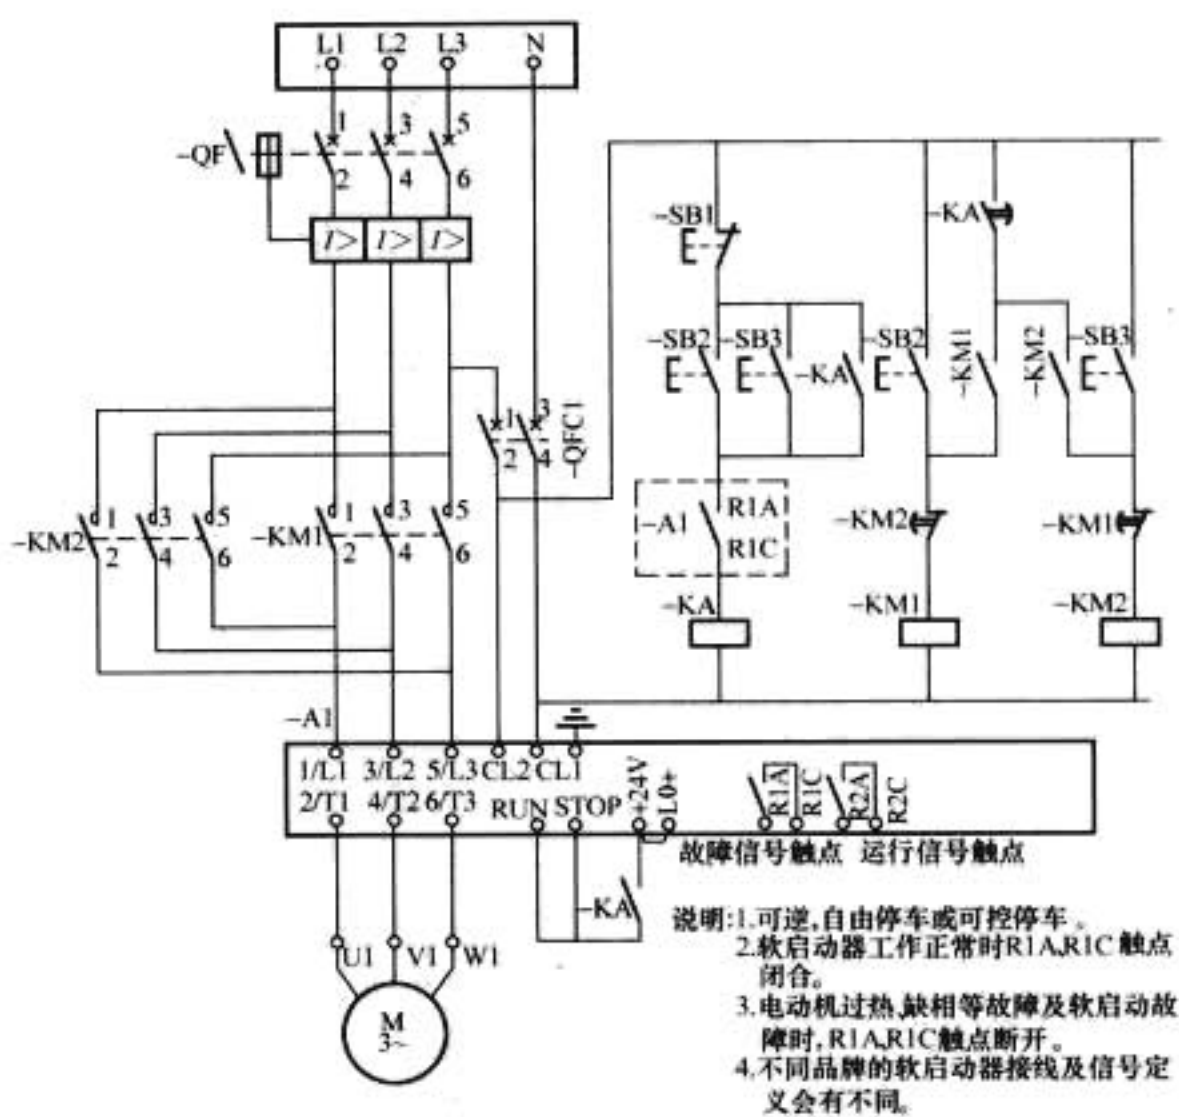 L1 L2 L3 N
-QF
1 3 5
2 4 6
I> I> I>
-SB1
-KA
-SB2 -SB3 -KA -SB2 -KM1 -KM2 -SB3
1 3
2 4
-QFC1
-KM2
1 3 5
2 4 6
-KM1
1 3 5
2 4 6
-A1
R1A
R1C
-KM2
-KM1
-KA
-KM1
-KM2
-A1
1/L1 3/L2 5/L3 CL2 CL1
2/T1 4/T2 6/T3 RUN STOP +24V L0+ R1A R1C R2A R2C
故障信号触点 运行信号触点
-KA
U1 V1 W1
M
3~
说明:1.可逆,自由停车或可控停车。
2.软启动器工作正常时R1A,R1C触点
闭合。
3.电动机过热,缺相等故障及软启动故
障时,R1A,R1C触点断开。
4.不同品牌的软启动器接线及信号定
义会有不同。